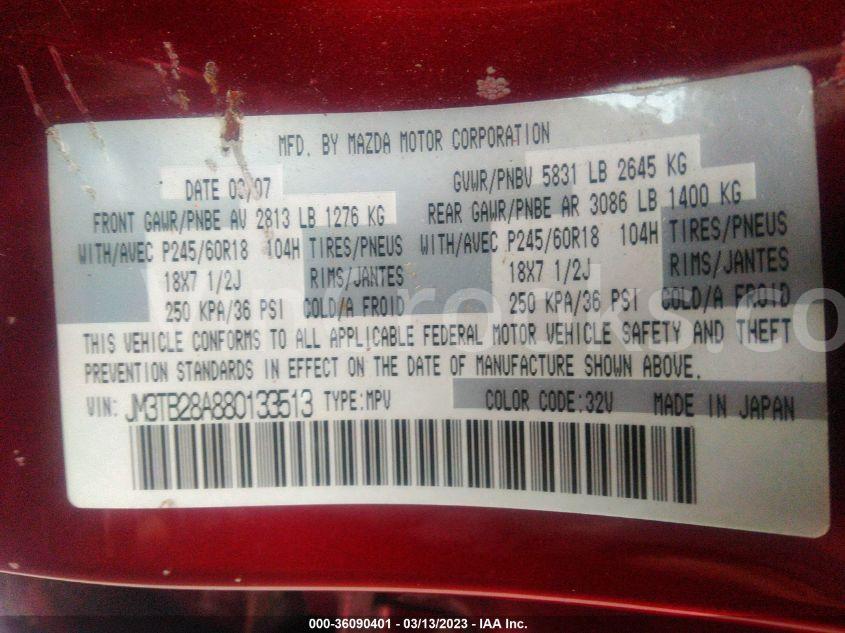 MFD. BY MAZDA MOTOR CORPORATION
DATE
GVWR/PNBV 5831 LB 2645 KG
FRONT GAWR/PNBE AV 2813 LB 1276 KG
REAR GAWR/PNBE AR 3086 LB 1400 KG
WITH/AVEC P245/60R18 104H TIRES/PNEUS
WITH/AVEC P245/60R18 104H TIRES/PNEUS
18X7 1/2J RIMS/JANTES
18X7 1/2J RIMS/JANTES
250 KPA/36 PSI COLD/A FROID
250 KPA/36 PSI COLD/A FROID
THIS VEHICLE CONFORMS TO ALL APPLICABLE FEDERAL MOTOR VEHICLE SAFETY AND THEFT
PREVENTION STANDARDS IN EFFECT ON THE DATE OF MANUFACTURE SHOWN ABOVE.
VIN: JM3TB28A880133513 TYPE:MPV COLOR CODE:32V MADE IN JAPAN
000-36090401 - 03/13/2023 - IAA Inc.